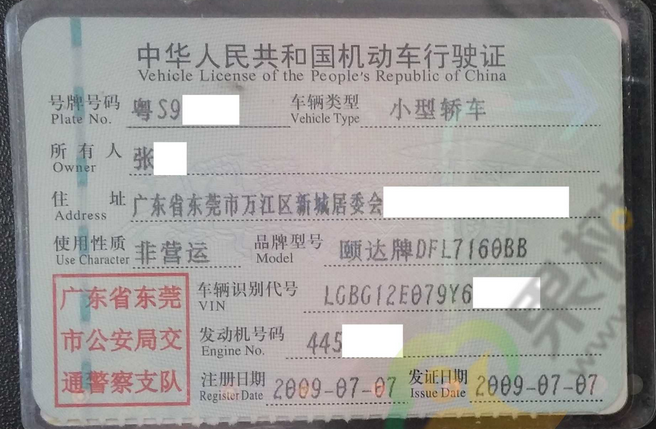 中华人民共和国机动车行驶证
Vehicle License of the People's Republic of China
号牌号码 粤S9 车辆类型 小型轿车
Plate No. Vehicle Type
所有人 张
Owner
住址 广东省东莞市万江区新城居委会
Address
使用性质 非营运 品牌型号 颐达牌DFL7160BB
Use Character Model
广东省东莞 车辆识别代号 LGBG12E079Y6
VIN
市公安局交 发动机号码 445
Engine No.
通警察支队 注册日期 2009-07-07 发证日期 2009-07-07
Register Date Issue Date